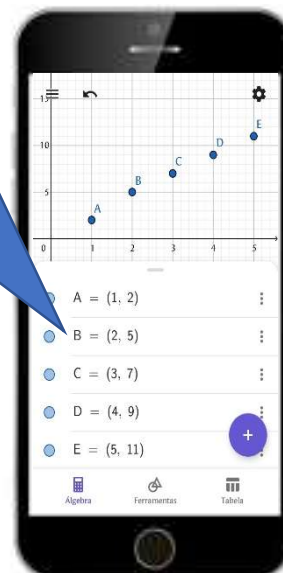 15
10
5
0 1 2 3 4 5
A
B
C
D
E
A = (1, 2)
B = (2, 5)
C = (3, 7)
D = (4, 9)
E = (5, 11)
+
Álgebra Ferramentas Tabela